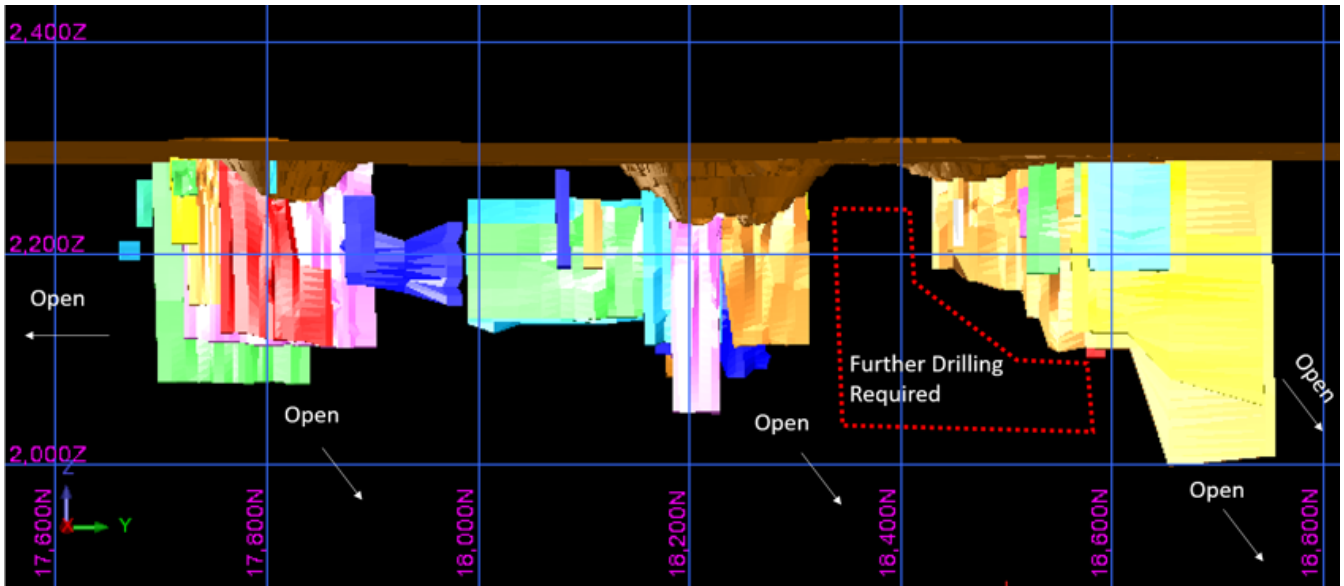 2,400Z
2,200Z
Open
Further Drilling
Required
Open
Open
Open
2,000Z
Open
Z
X
Y
17,600N
17,800N
18,000N
18,200N
18,400N
18,600N
18,800N